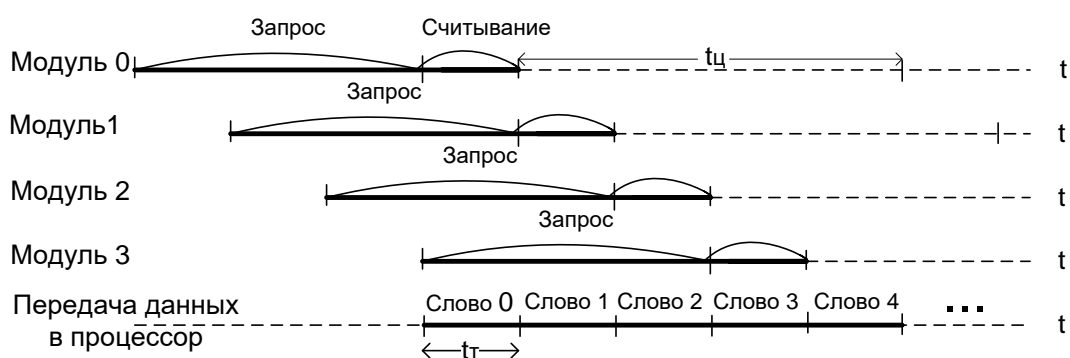 Запрос Считывание
Модуль 0 tц t
Запрос
Модуль1 t
Запрос
Модуль 2 t
Запрос
Модуль 3 t
Передача данных Слово 0 Слово 1 Слово 2 Слово 3 Слово 4 ...
в процессор t
tт